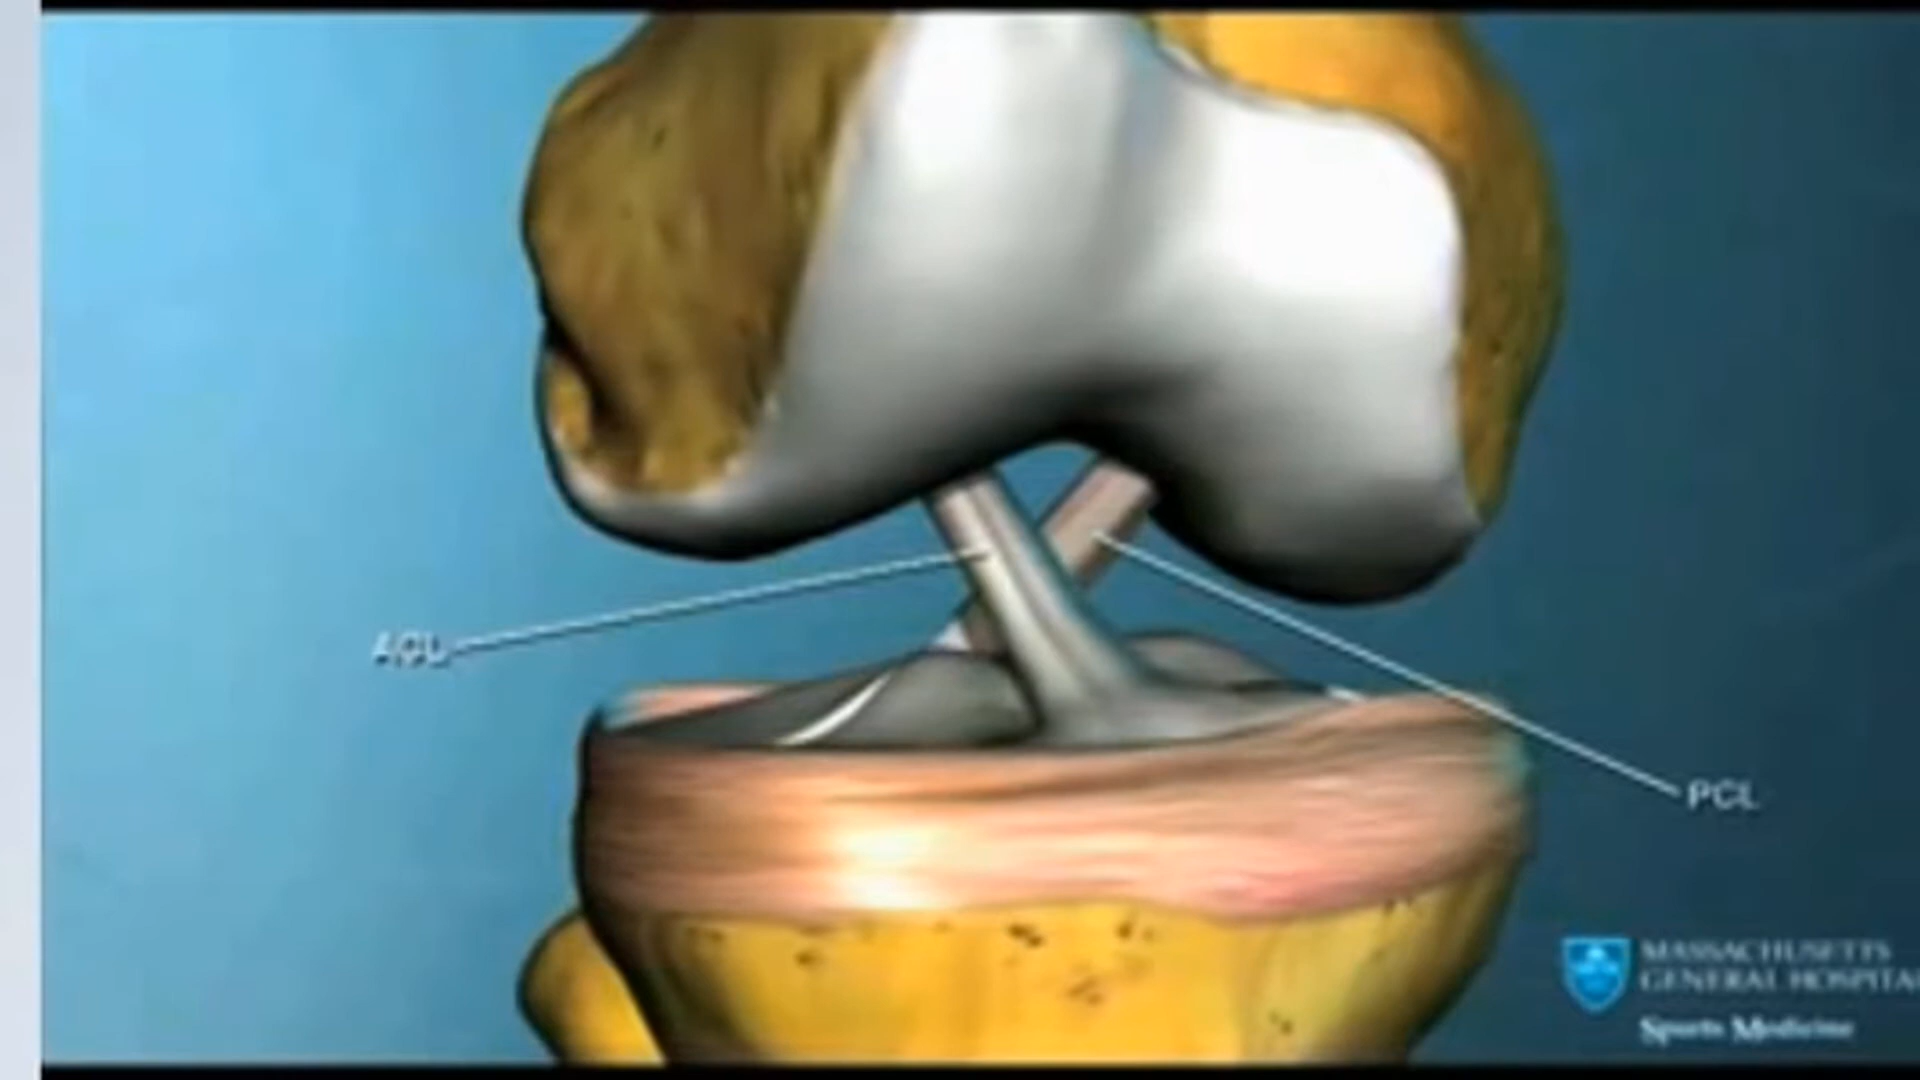 ACL
PCL
MASSACHUSETTS
GENERAL HOSPITAL
Sports Medicine